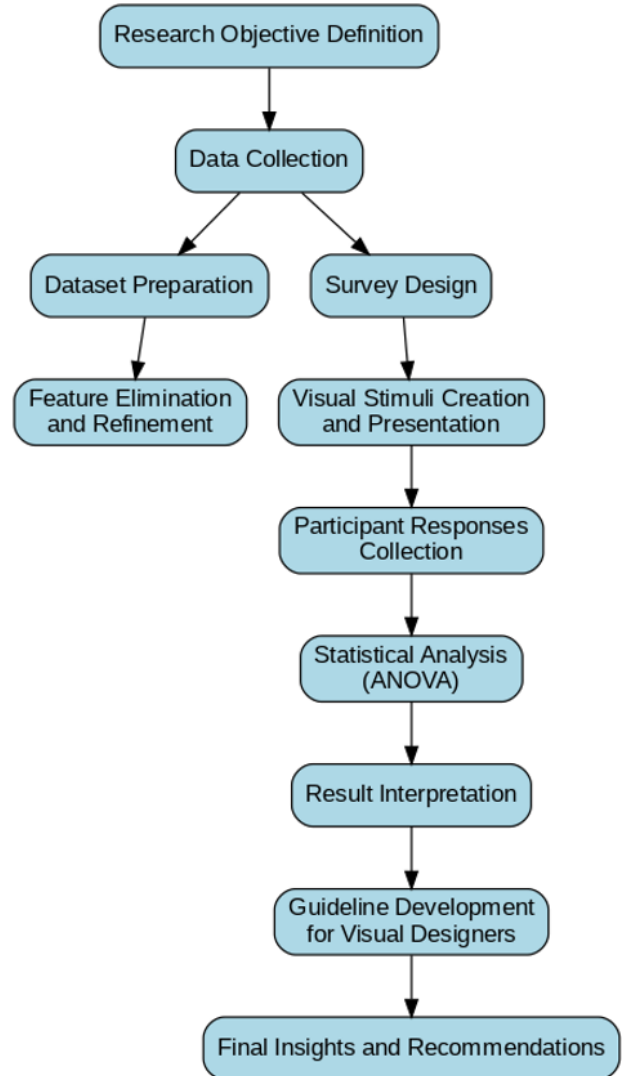 Research Objective Definition
Data Collection
Dataset Preparation
Survey Design
Feature Elimination
and Refinement
Visual Stimuli Creation
and Presentation
Participant Responses
Collection
Statistical Analysis
(ANOVA)
Result Interpretation
Guideline Development
for Visual Designers
Final Insights and Recommendations